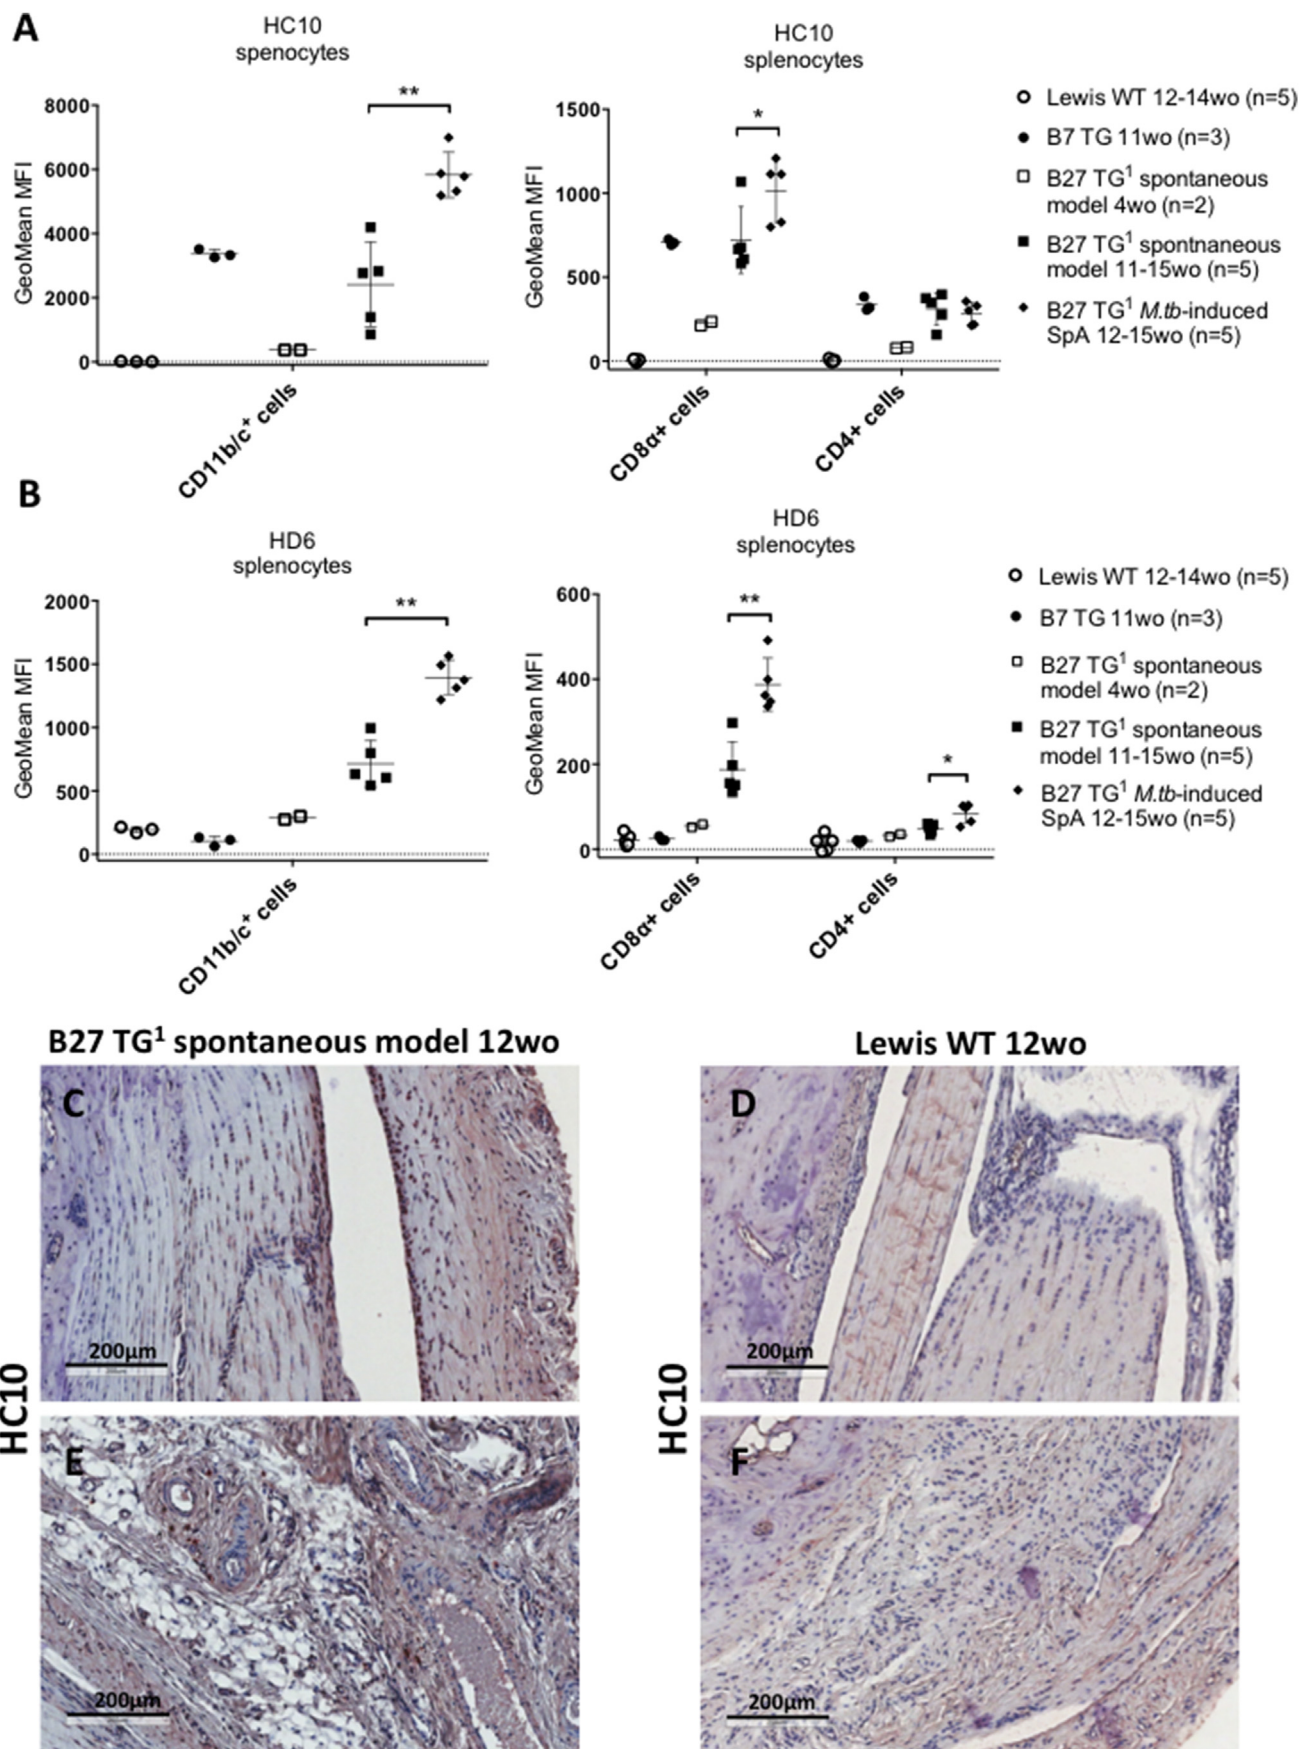 A
HC10
spenocytes
8000
6000
4000
2000
0
GeoMean MFI
**
CD11b/c+ cells
HC10
splenocytes
1500
1000
500
0
GeoMean MFI
*
CD8α+ cells
CD4+ cells
Lewis WT 12-14wo (n=5)
B7 TG 11wo (n=3)
B27 TG1 spontaneous
model 4wo (n=2)
B27 TG1 spontnaneous
model 11-15wo (n=5)
B27 TG1 M.tb-induced
SpA 12-15wo (n=5)
B
HD6
splenocytes
2000
1500
1000
500
0
GeoMean MFI
**
CD11b/c+ cells
HD6
splenocytes
600
400
200
0
GeoMean MFI
**
*
CD8α+ cells
CD4+ cells
Lewis WT 12-14wo (n=5)
B7 TG 11wo (n=3)
B27 TG1 spontaneous
model 4wo (n=2)
B27 TG1 spontaneous
model 11-15wo (n=5)
B27 TG1 M.tb-induced
SpA 12-15wo (n=5)
B27 TG1 spontaneous model 12wo
Lewis WT 12wo
C
200µm
D
200µm
HC10
HC10
E
200µm
F
200µm